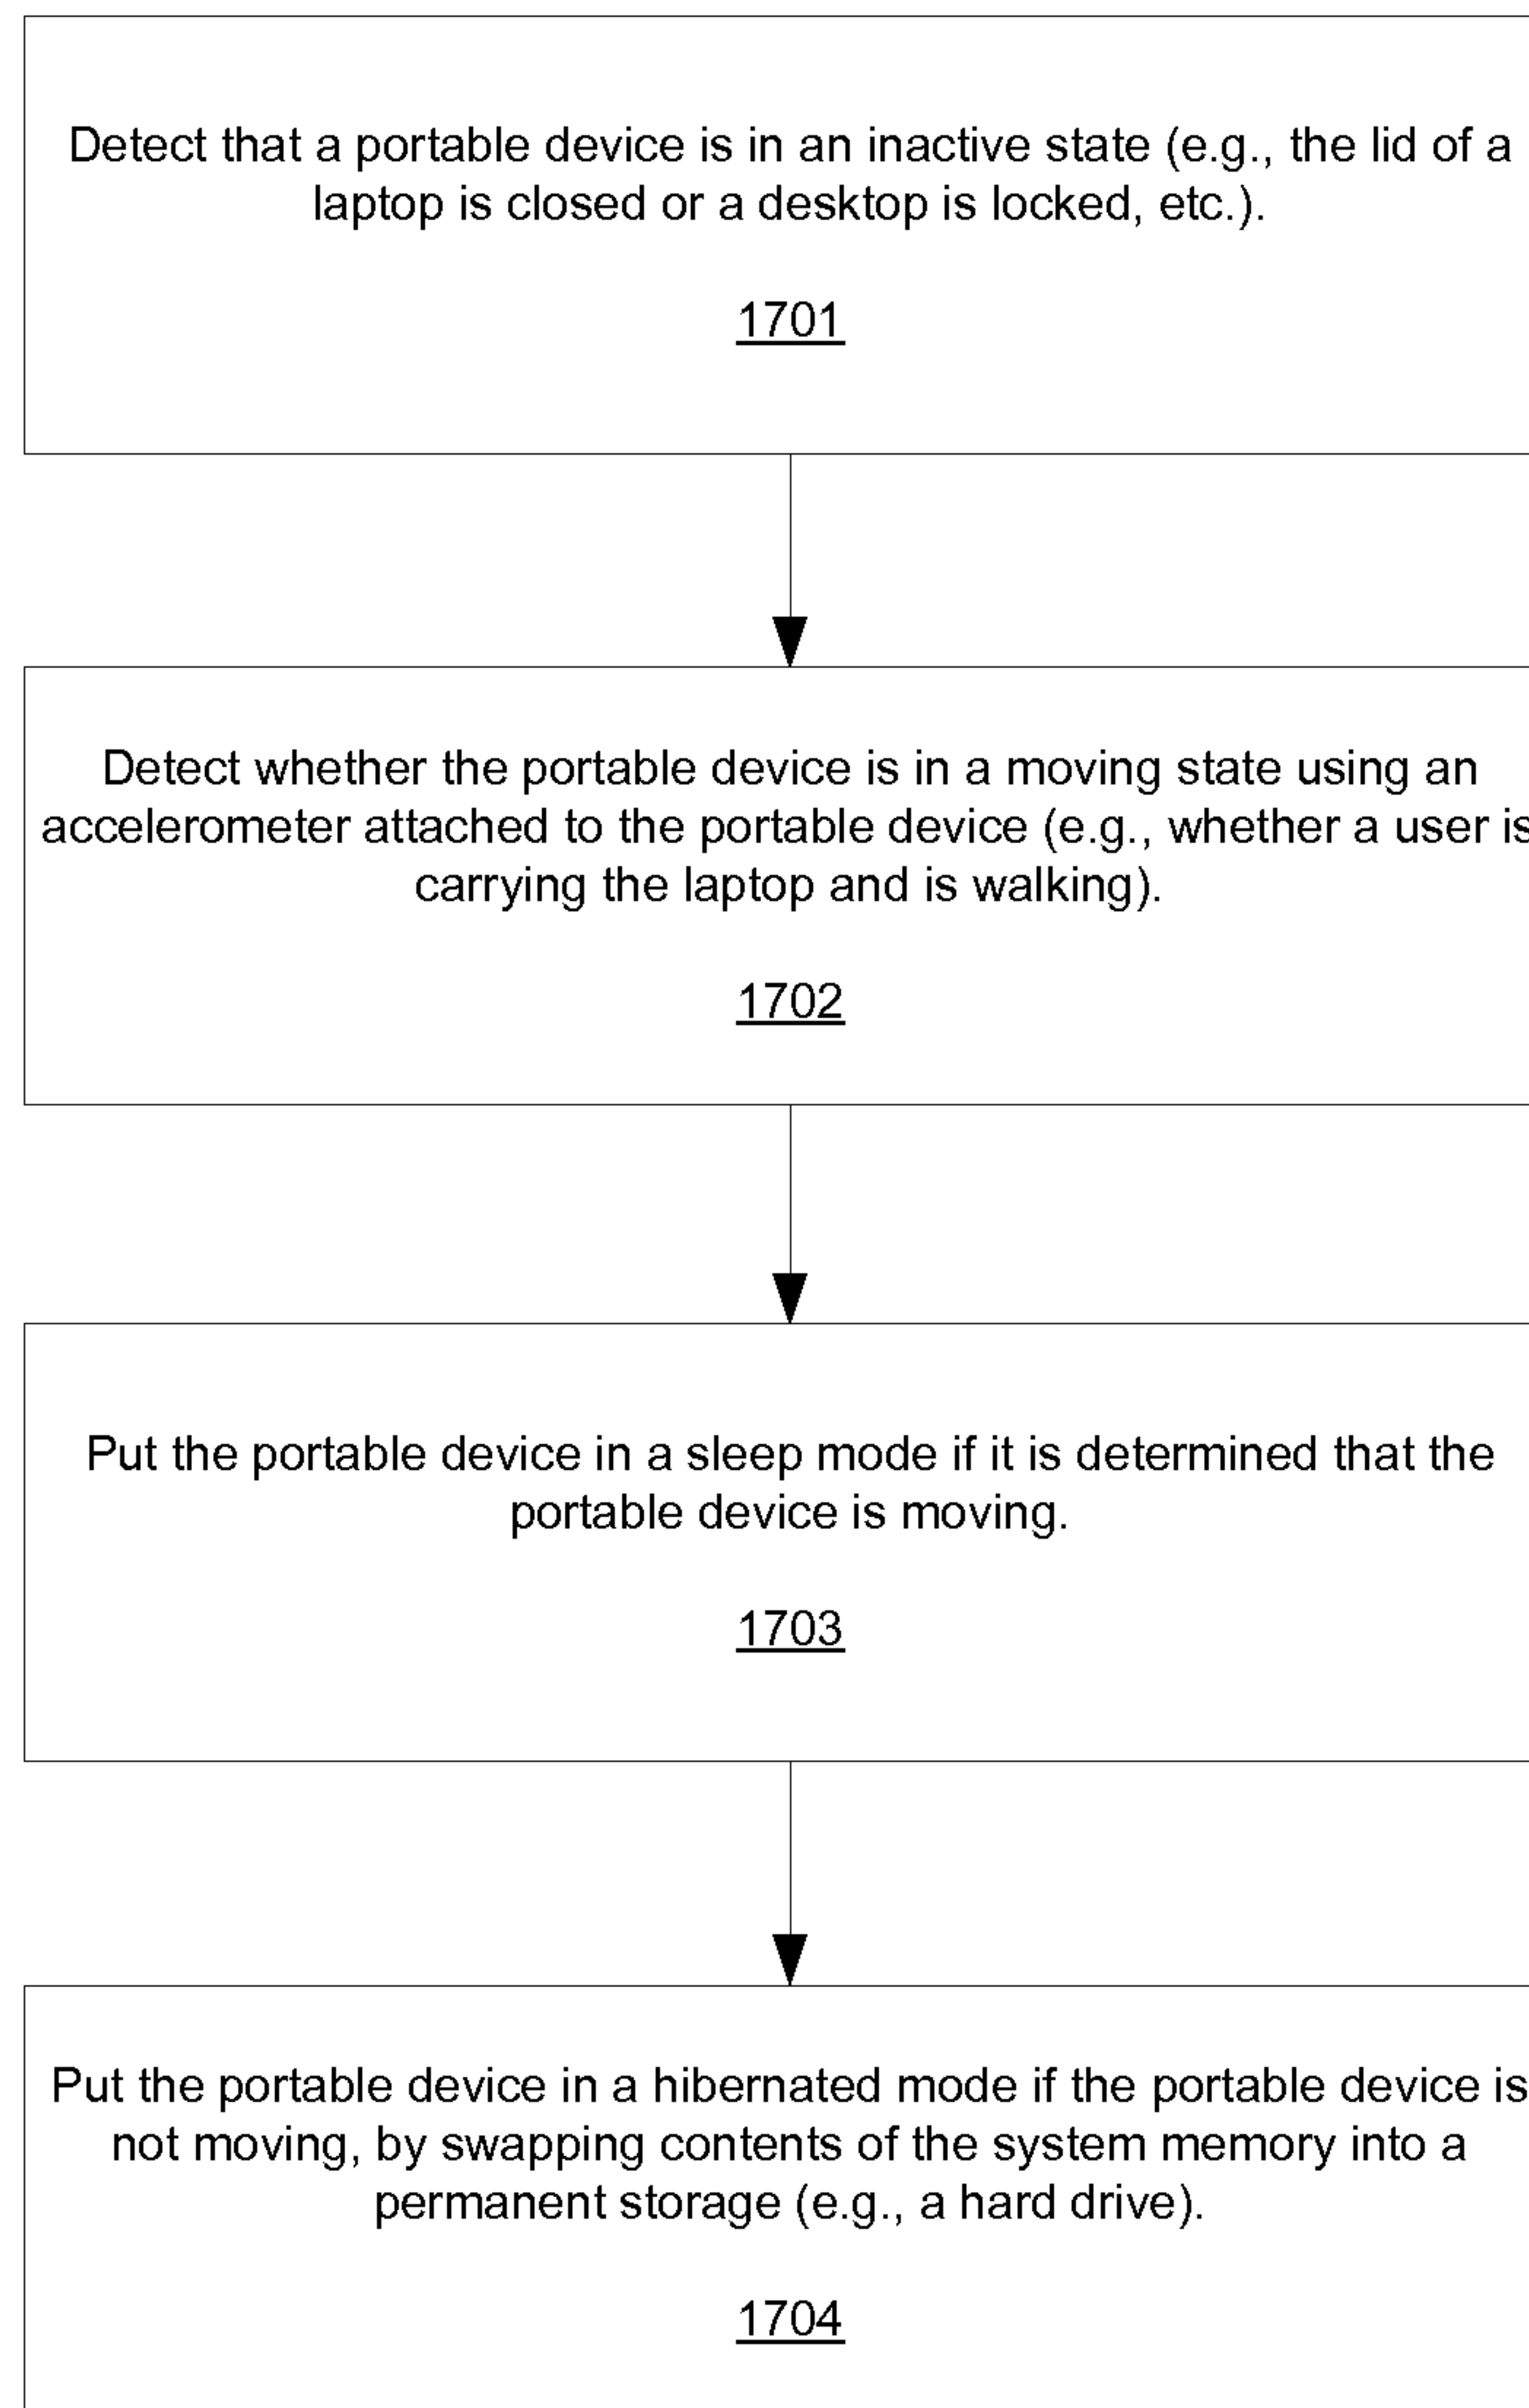 Detect that a portable device is in an inactive state (e.g., the lid of a
laptop is closed or a desktop is locked, etc.).
1701
Detect whether the portable device is in a moving state using an
accelerometer attached to the portable device (e.g., whether a user is
carrying the laptop and is walking).
1702
Put the portable device in a sleep mode if it is determined that the
portable device is moving.
1703
Put the portable device in a hibernated mode if the portable device is
not moving, by swapping contents of the system memory into a
permanent storage (e.g., a hard drive).
1704